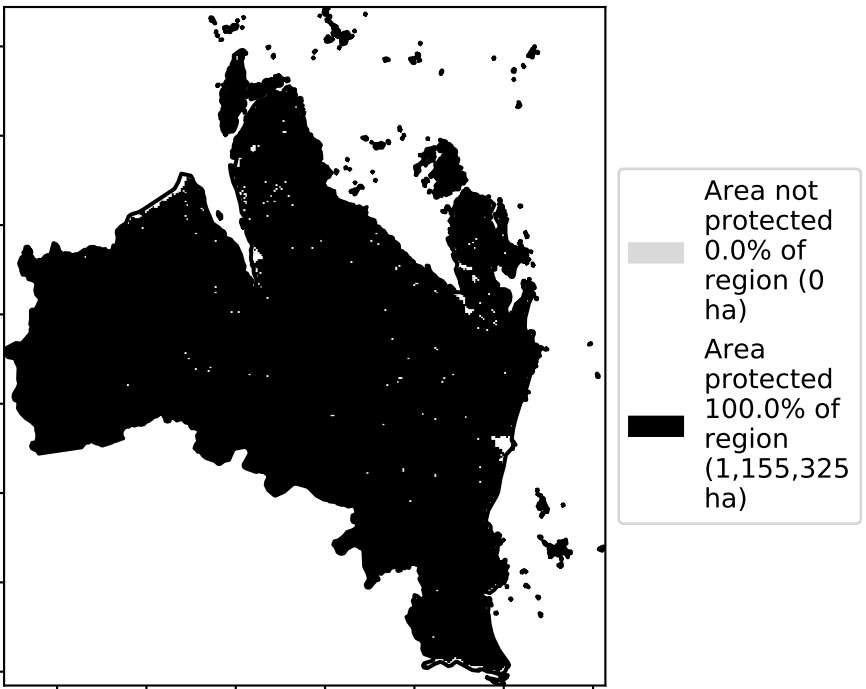 Area not
protected
0.0% of
region (0
ha)
Area
protected
100.0% of
region
(1,155,325
ha)